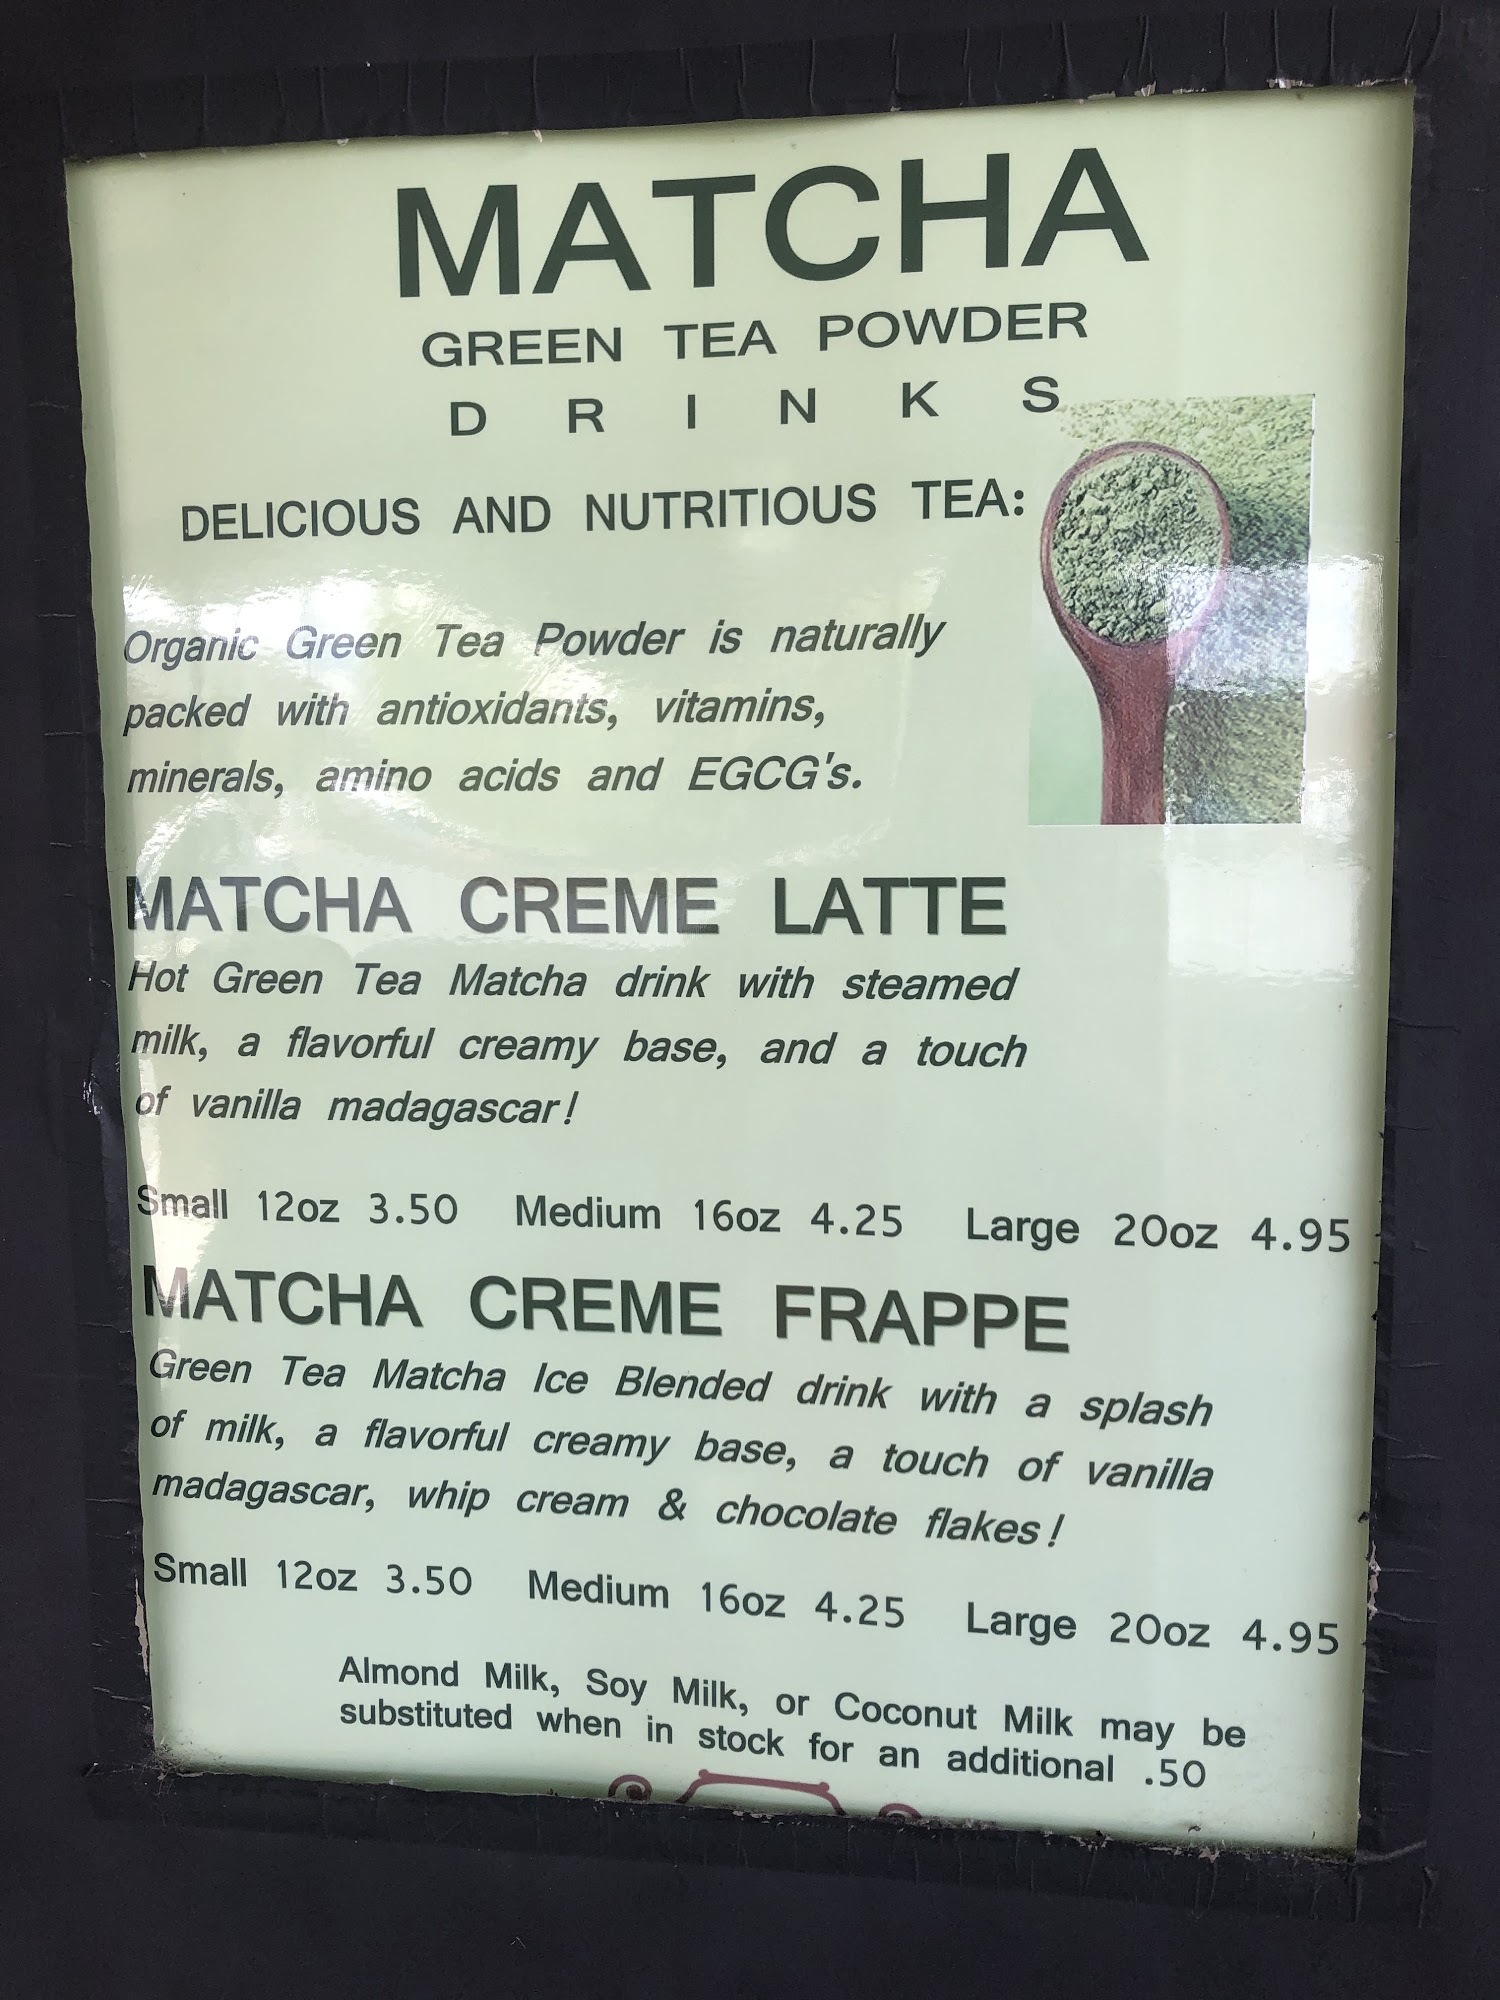 MATCHA
GREEN TEA POWDER
DRINKS
DELICIOUS AND NUTRITIOUS TEA:
Organic Green Tea Powder is naturally
packed with antioxidants, vitamins,
minerals, amino acids and EGCG's.
MATCHA CREME LATTE
Hot Green Tea Matcha drink with steamed
milk, a flavorful creamy base, and a touch
of vanilla madagascar!
Small 12oz 3.50 Medium 16oz 4.25 Large 20oz 4.95
MATCHA CREME FRAPPE
Green Tea Matcha Ice Blended drink with a splash
of milk, a flavorful creamy base, a touch of vanilla
madagascar, whip cream & chocolate flakes!
Small 12oz 3.50 Medium 16oz 4.25 Large 20oz 4.95
Almond Milk, Soy Milk, or Coconut Milk may be
substituted when in stock for an additional .50